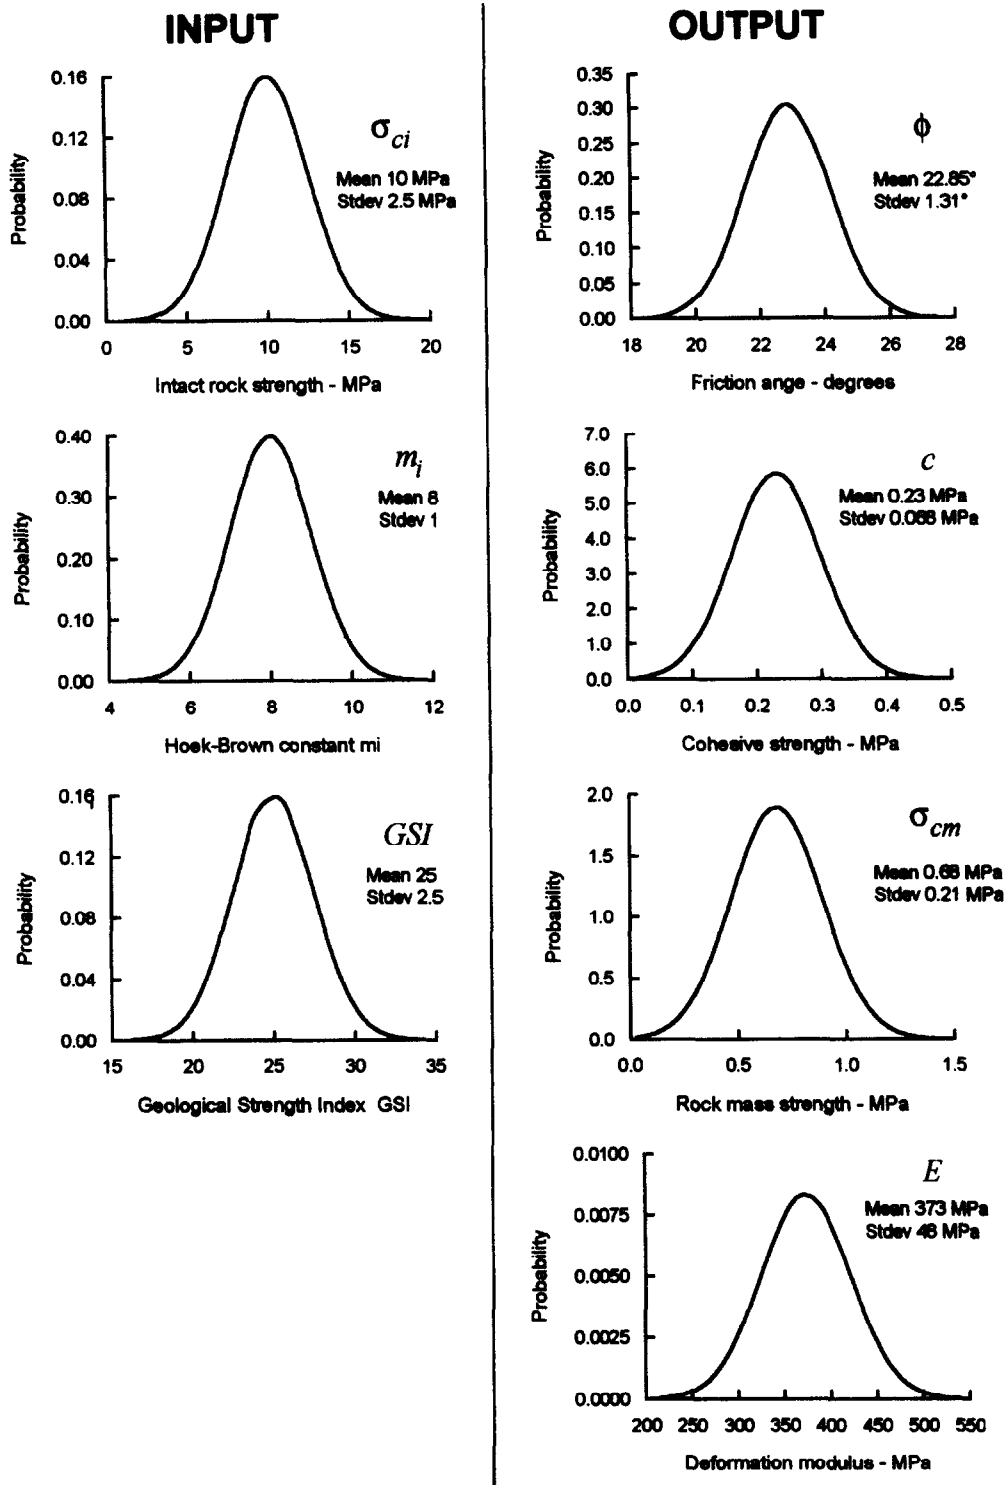 INPUT
0.16
0.12
0.08
0.04
0.00
Probability
σci
Mean 10 MPa
Stdev 2.5 MPa
0 5 10 15 20
Intact rock strength - MPa
0.40
0.30
0.20
0.10
0.00
Probability
mi
Mean 8
Stdev 1
4 6 8 10 12
Hoek-Brown constant mi
0.16
0.12
0.08
0.04
0.00
Probability
GSI
Mean 25
Stdev 2.5
15 20 25 30 35
Geological Strength Index GSI
OUTPUT
0.35
0.30
0.25
0.20
0.15
0.10
0.05
0.00
Probability
ϕ
Mean 22.85°
Stdev 1.31°
18 20 22 24 26 28
Friction ange - degrees
7.0
6.0
5.0
4.0
3.0
2.0
1.0
0.0
Probability
c
Mean 0.23 MPa
Stdev 0.068 MPa
0.0 0.1 0.2 0.3 0.4 0.5
Cohesive strength - MPa
2.0
1.5
1.0
0.5
0.0
Probability
σcm
Mean 0.68 MPa
Stdev 0.21 MPa
0.0 0.5 1.0 1.5
Rock mass strength - MPa
0.0100
0.0075
0.0050
0.0025
0.0000
Probability
E
Mean 373 MPa
Stdev 48 MPa
200 250 300 350 400 450 500 550
Deformation modulus - MPa